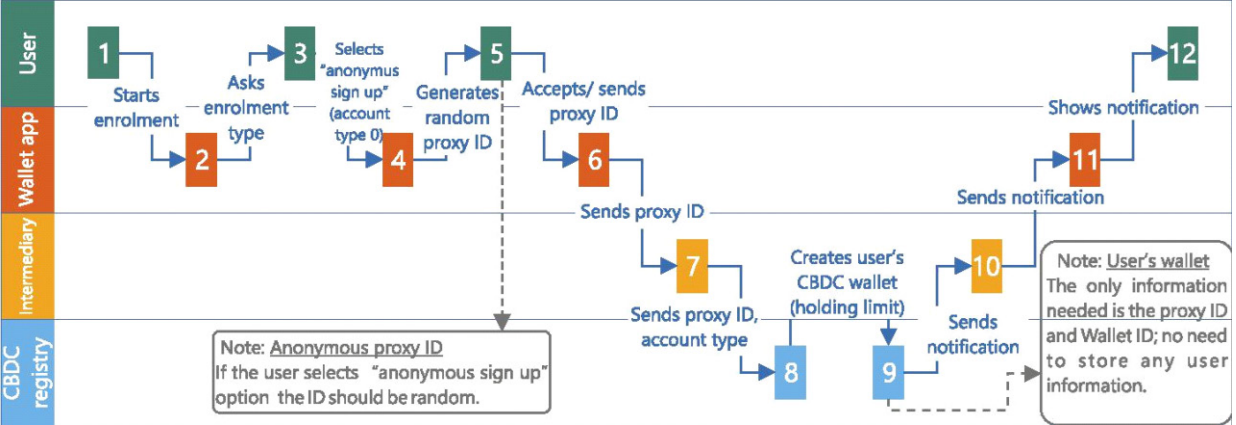 User
Wallet app
Intermediary
CBDC
registry
1
Starts
enrolment
2
Asks
enrolment
type
3
Selects
“anonymus
sign up”
(account
type 0)
4
Generates
random
proxy ID
5
Accepts/ sends
proxy ID
6
Sends proxy ID
7
Sends proxy ID,
account type
8
Creates user’s
CBDC wallet
(holding limit)
9
Sends
notification
10
Sends notification
11
Shows notification
12
Note: Anonymous proxy ID
If the user selects “anonymous sign up”
option the ID should be random.
Note: User’s wallet
The only information
needed is the proxy ID
and Wallet ID; no need
to store any user
information.